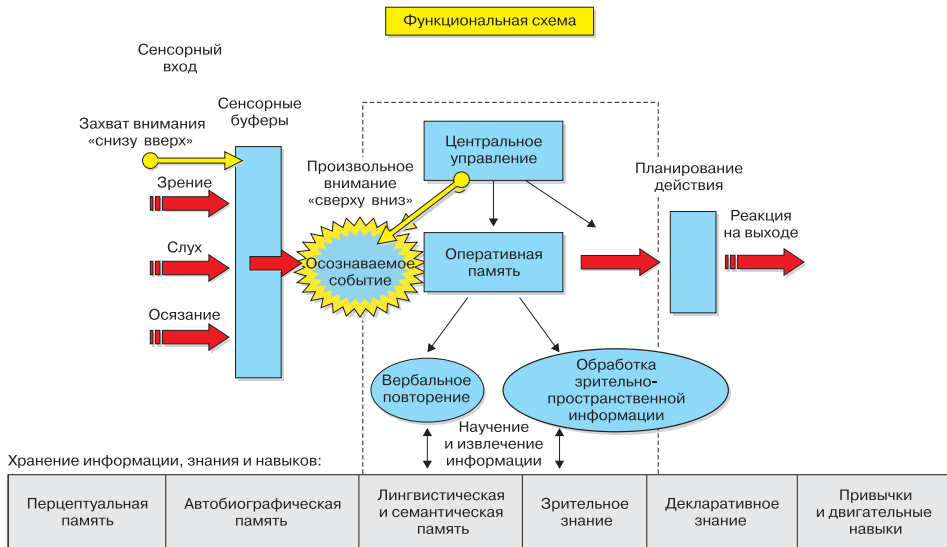 Функциональная схема
Сенсорный
вход
Сенсорные
буферы
Захват внимания
«снизу вверх»
Зрение
Слух
Осязание
Произвольное
внимание
«сверху вниз»
Осознаваемое
событие
Центральное
управление
Оперативная
память
Планирование
действия
Реакция
на выходе
Вербальное
повторение
Обработка
зрительно-
пространственной
информации
Научение
и извлечение
информации
Хранение информации, знания и навыков:
Перцептуальная
память
Автобиографическая
память
Лингвистическая
и семантическая
память
Зрительное
знание
Декларативное
знание
Привычки
и двигательные
навыки